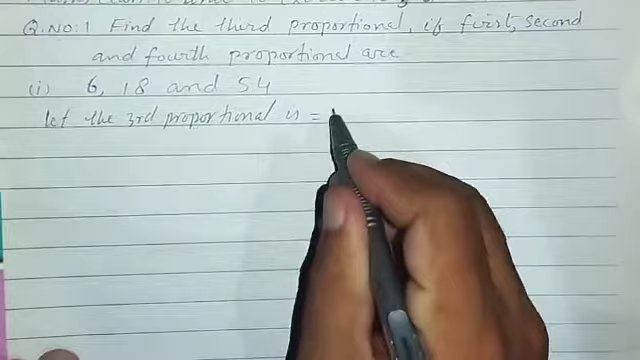 Q.NO:1 Find the third proportional, if first, second
and fourth proportional are
(i) 6, 18 and 54
let the 3rd proportional is =